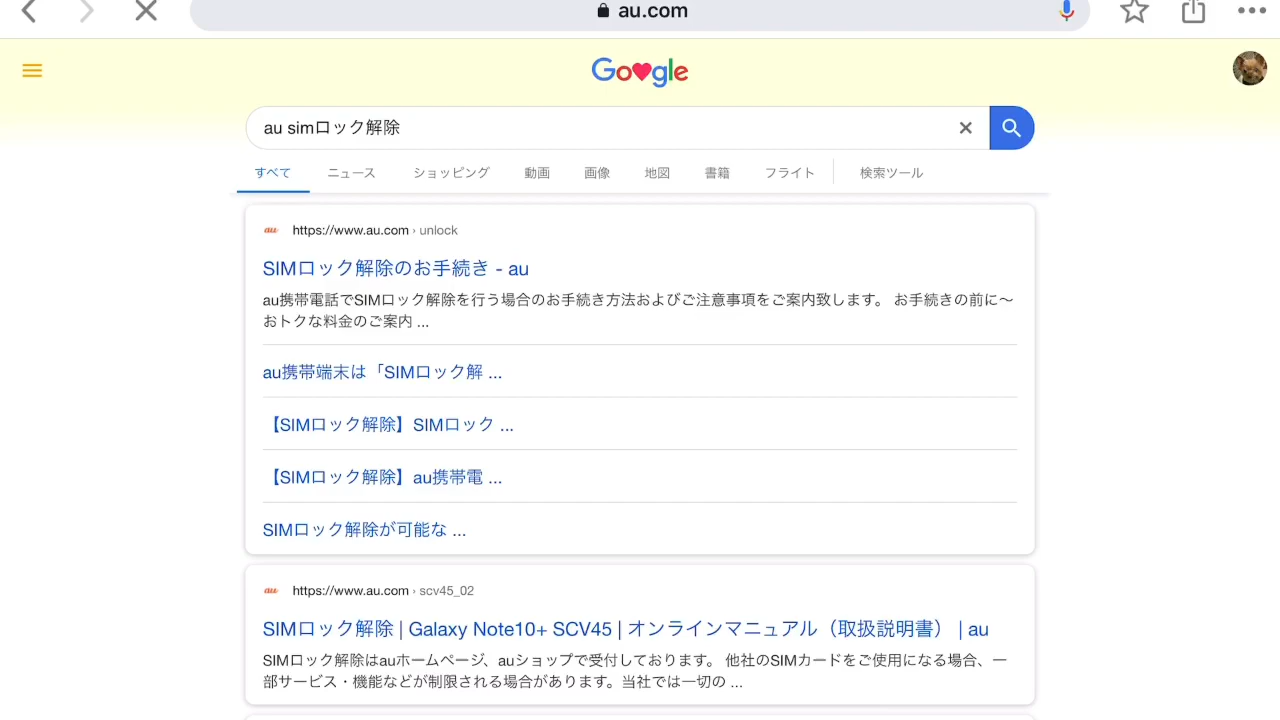 au.com
Google
au simロック解除
すべて ニュース ショッピング 動画 画像 地図 書籍 フライト 検索ツール
au https://www.au.com › unlock
SIMロック解除のお手続き - au
au携帯電話でSIMロック解除を行う場合のお手続き方法およびご注意事項をご案内致します。 お手続きの前に〜
おトクな料金のご案内 ...
au携帯端末は「SIMロック解 ...
【SIMロック解除】SIMロック ...
【SIMロック解除】au携帯電 ...
SIMロック解除が可能な ...
au https://www.au.com › scv45_02
SIMロック解除 | Galaxy Note10+ SCV45 | オンラインマニュアル（取扱説明書） | au
SIMロック解除はauホームページ、auショップで受付しております。 他社のSIMカードをご使用になる場合、一
部サービス・機能などが制限される場合があります。当社では一切の ...